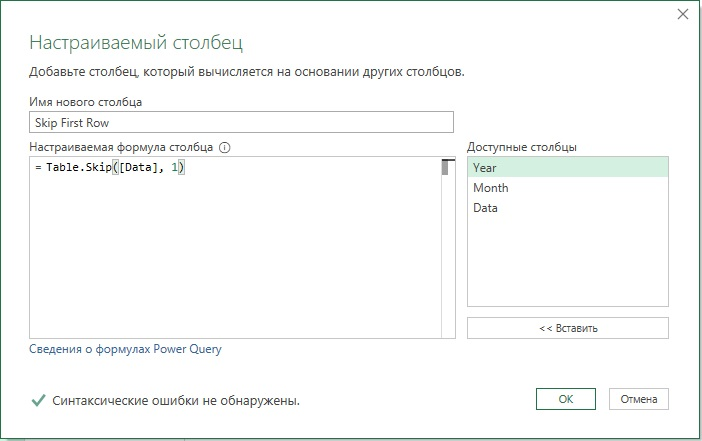 Настраиваемый столбец
Добавьте столбец, который вычисляется на основании других столбцов.
Имя нового столбца
Skip First Row
Настраиваемая формула столбца
= Table.Skip([Data], 1)
Доступные столбцы
Year
Month
Data
<< Вставить
Сведения о формулах Power Query
Синтаксические ошибки не обнаружены.
ОК
Отмена